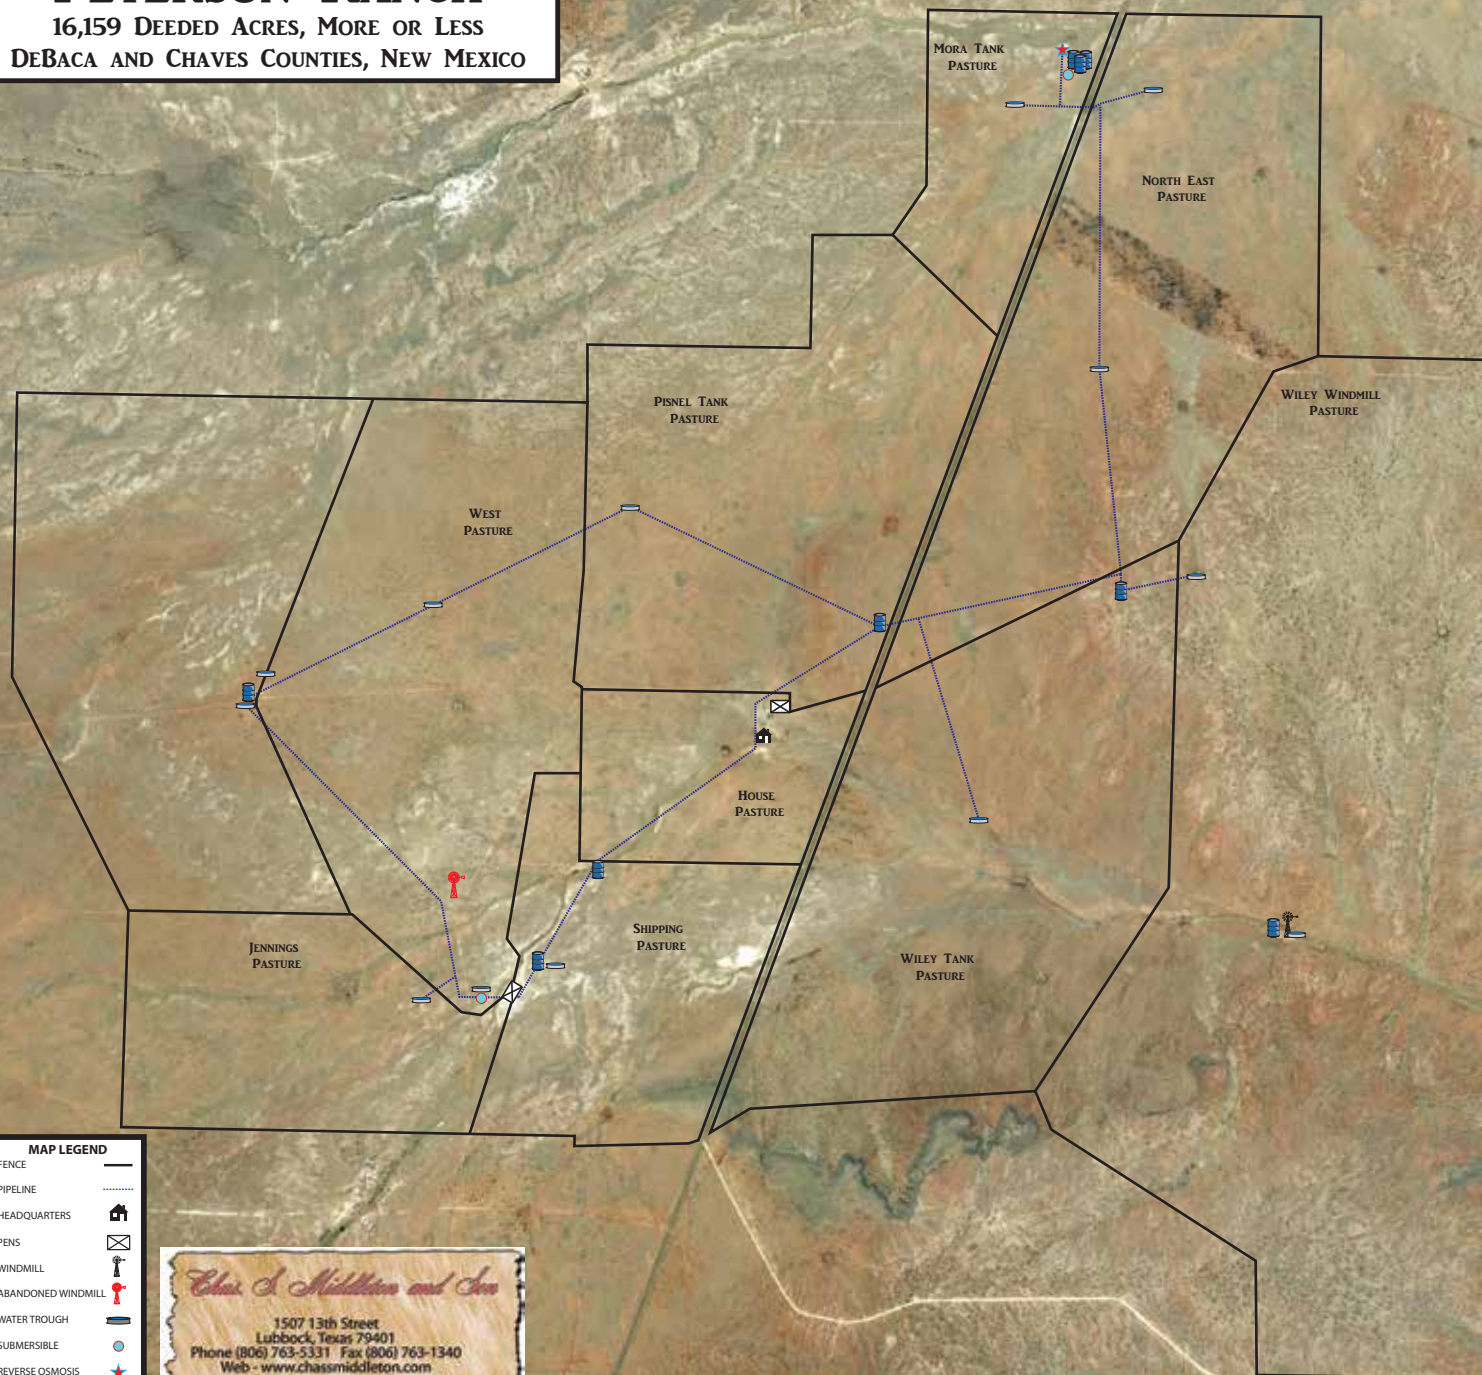 16,159 Deeded Acres, More or Less
DeBaca and Chaves Counties, New Mexico
Mora Tank
Pasture
North East
Pasture
Wiley Windmill
Pasture
Pisnel Tank
Pasture
West
Pasture
House
Pasture
Shipping
Pasture
Jennings
Pasture
Wiley Tank
Pasture
MAP LEGEND
FENCE
PIPELINE
HEADQUARTERS
PENS
WINDMILL
ABANDONED WINDMILL
WATER TROUGH
SUBMERSIBLE
REVERSE OSMOSIS
Chas. S. Middleton and Son
1507 13th Street
Lubbock, Texas 79401
Phone (806) 763-5331 Fax (806) 763-1340
Web - www.chassmiddleton.com